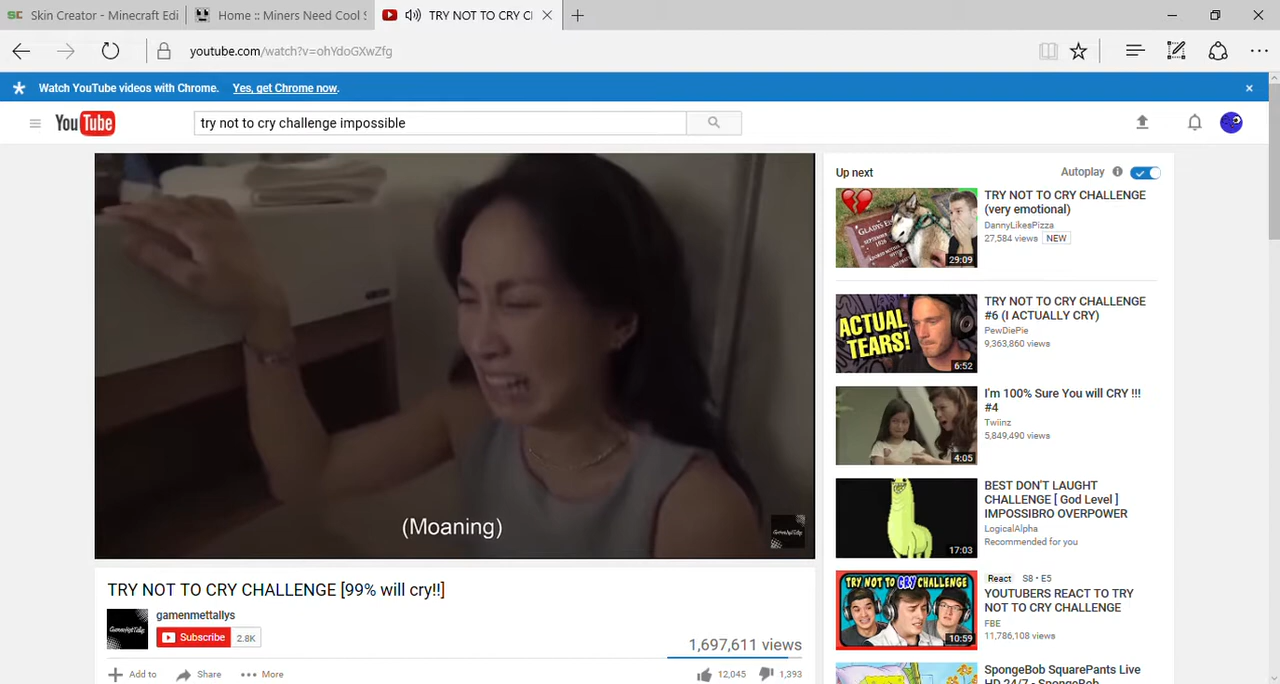 Skin Creator - Minecraft Edi
Home :: Miners Need Cool S
TRY NOT TO CRY C
youtube.com/watch?v=ohYdoGXwZfg
Watch YouTube videos with Chrome. Yes, get Chrome now.
YouTube
try not to cry challenge impossible
(Moaning)
TRY NOT TO CRY CHALLENGE [99% will cry!!]
gamenmettallys
Subscribe 2.8K
1,697,611 views
Add to Share More
12,045 1,393
Up next
Autoplay
TRY NOT TO CRY CHALLENGE
(very emotional)
DannyLikesPizza
27,584 views NEW
29:09
TRY NOT TO CRY CHALLENGE
#6 (I ACTUALLY CRY)
PewDiePie
9,363,860 views
ACTUAL
TEARS!
6:52
I'm 100% Sure You will CRY !!!
#4
Twiinz
5,849,490 views
4:05
BEST DON'T LAUGHT
CHALLENGE [ God Level ]
IMPOSSIBRO OVERPOWER
LogicalAlpha
Recommended for you
17:03
React S8 • E5
YOUTUBERS REACT TO TRY
NOT TO CRY CHALLENGE
FBE
11,786,108 views
TRY NOT TO CRY CHALLENGE
10:59
SpongeBob SquarePants Live